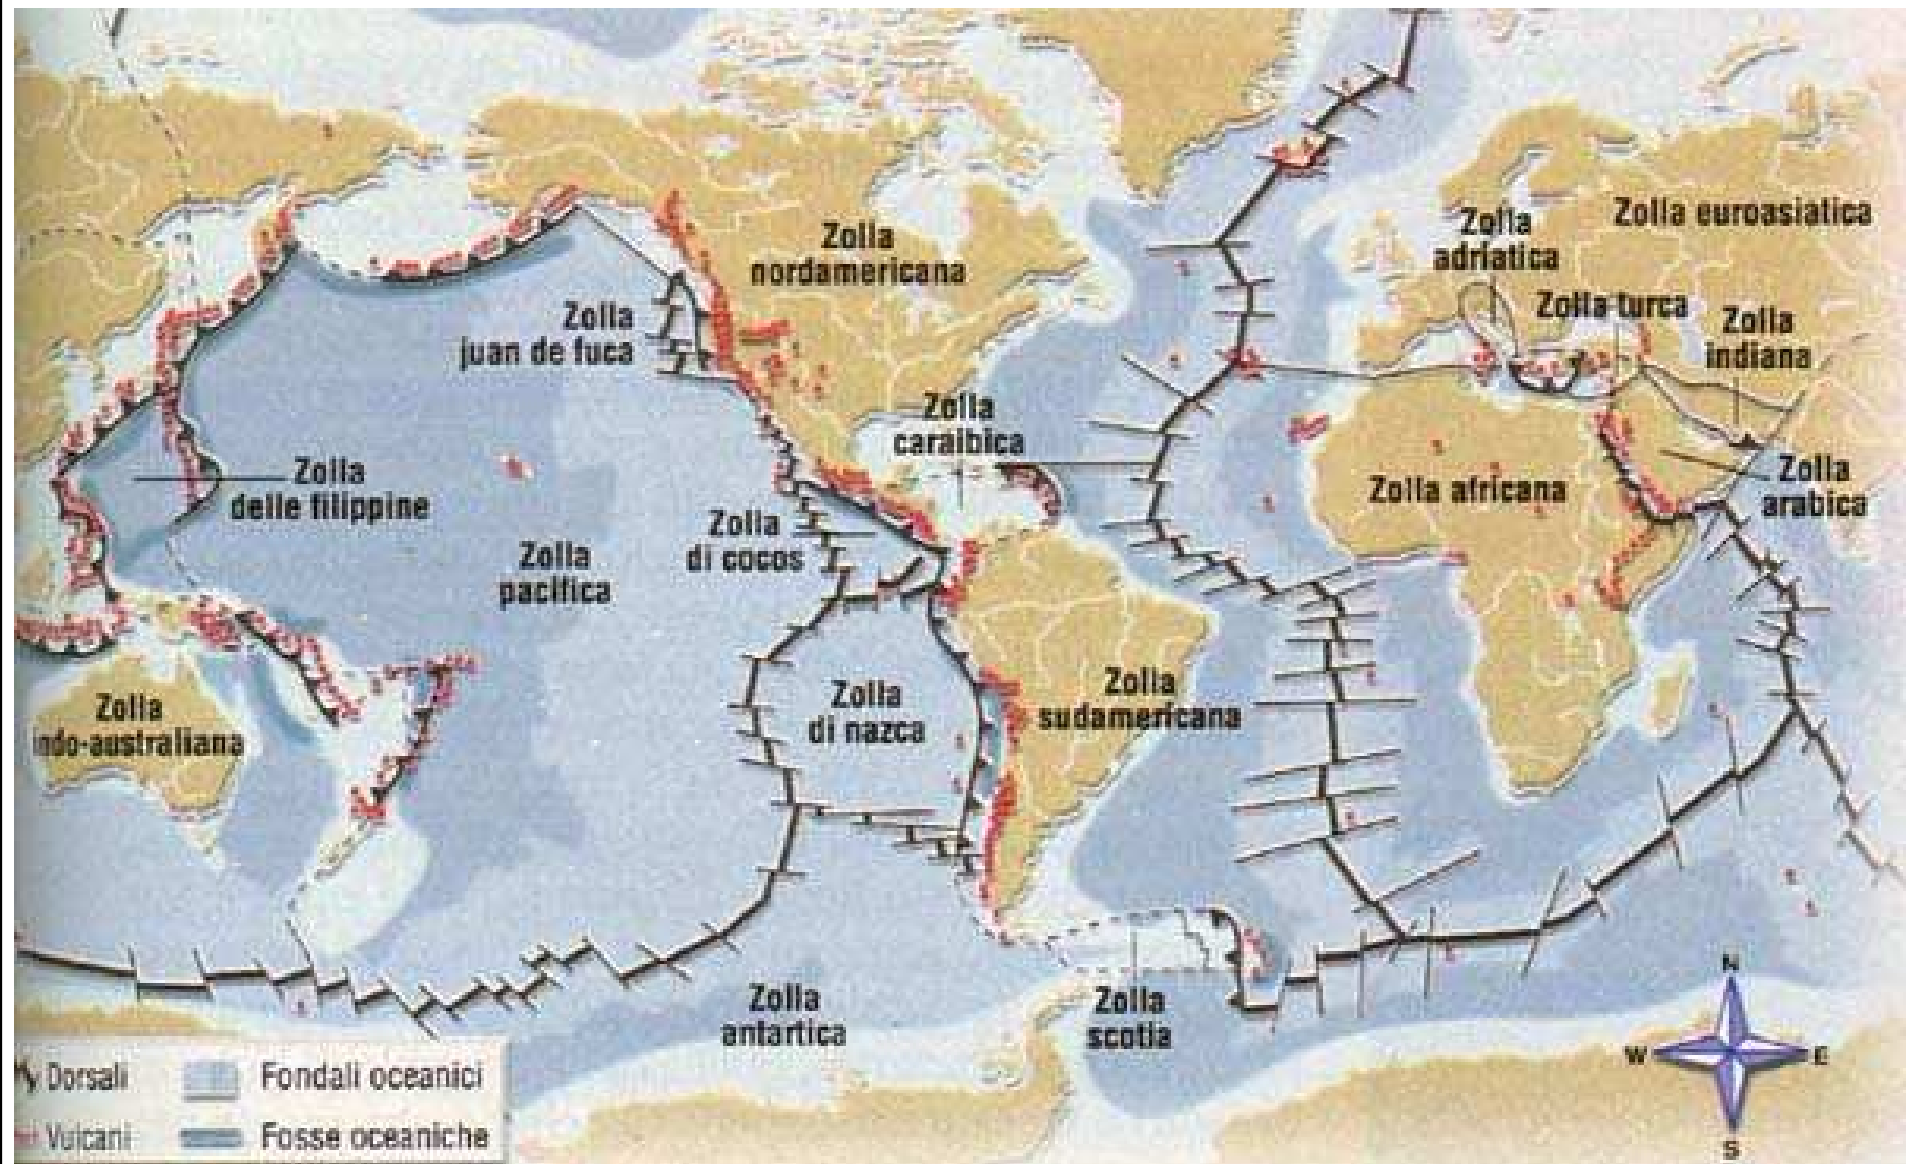 Zolla
nordamericana
Zolla
adriatica
Zolla euroasiatica
Zolla turca
Zolla
indiana
Zolla
juan de fuca
Zolla
caraibica
Zolla
delle filippine
Zolla africana
Zolla
arabica
Zolla
di cocos
Zolla
pacifica
Zolla
indo-australiana
Zolla
di nazca
Zolla
sudamericana
Zolla
antartica
Zolla
scotia
N
W
E
S
Dorsali
Fondali oceanici
Vulcani
Fosse oceaniche